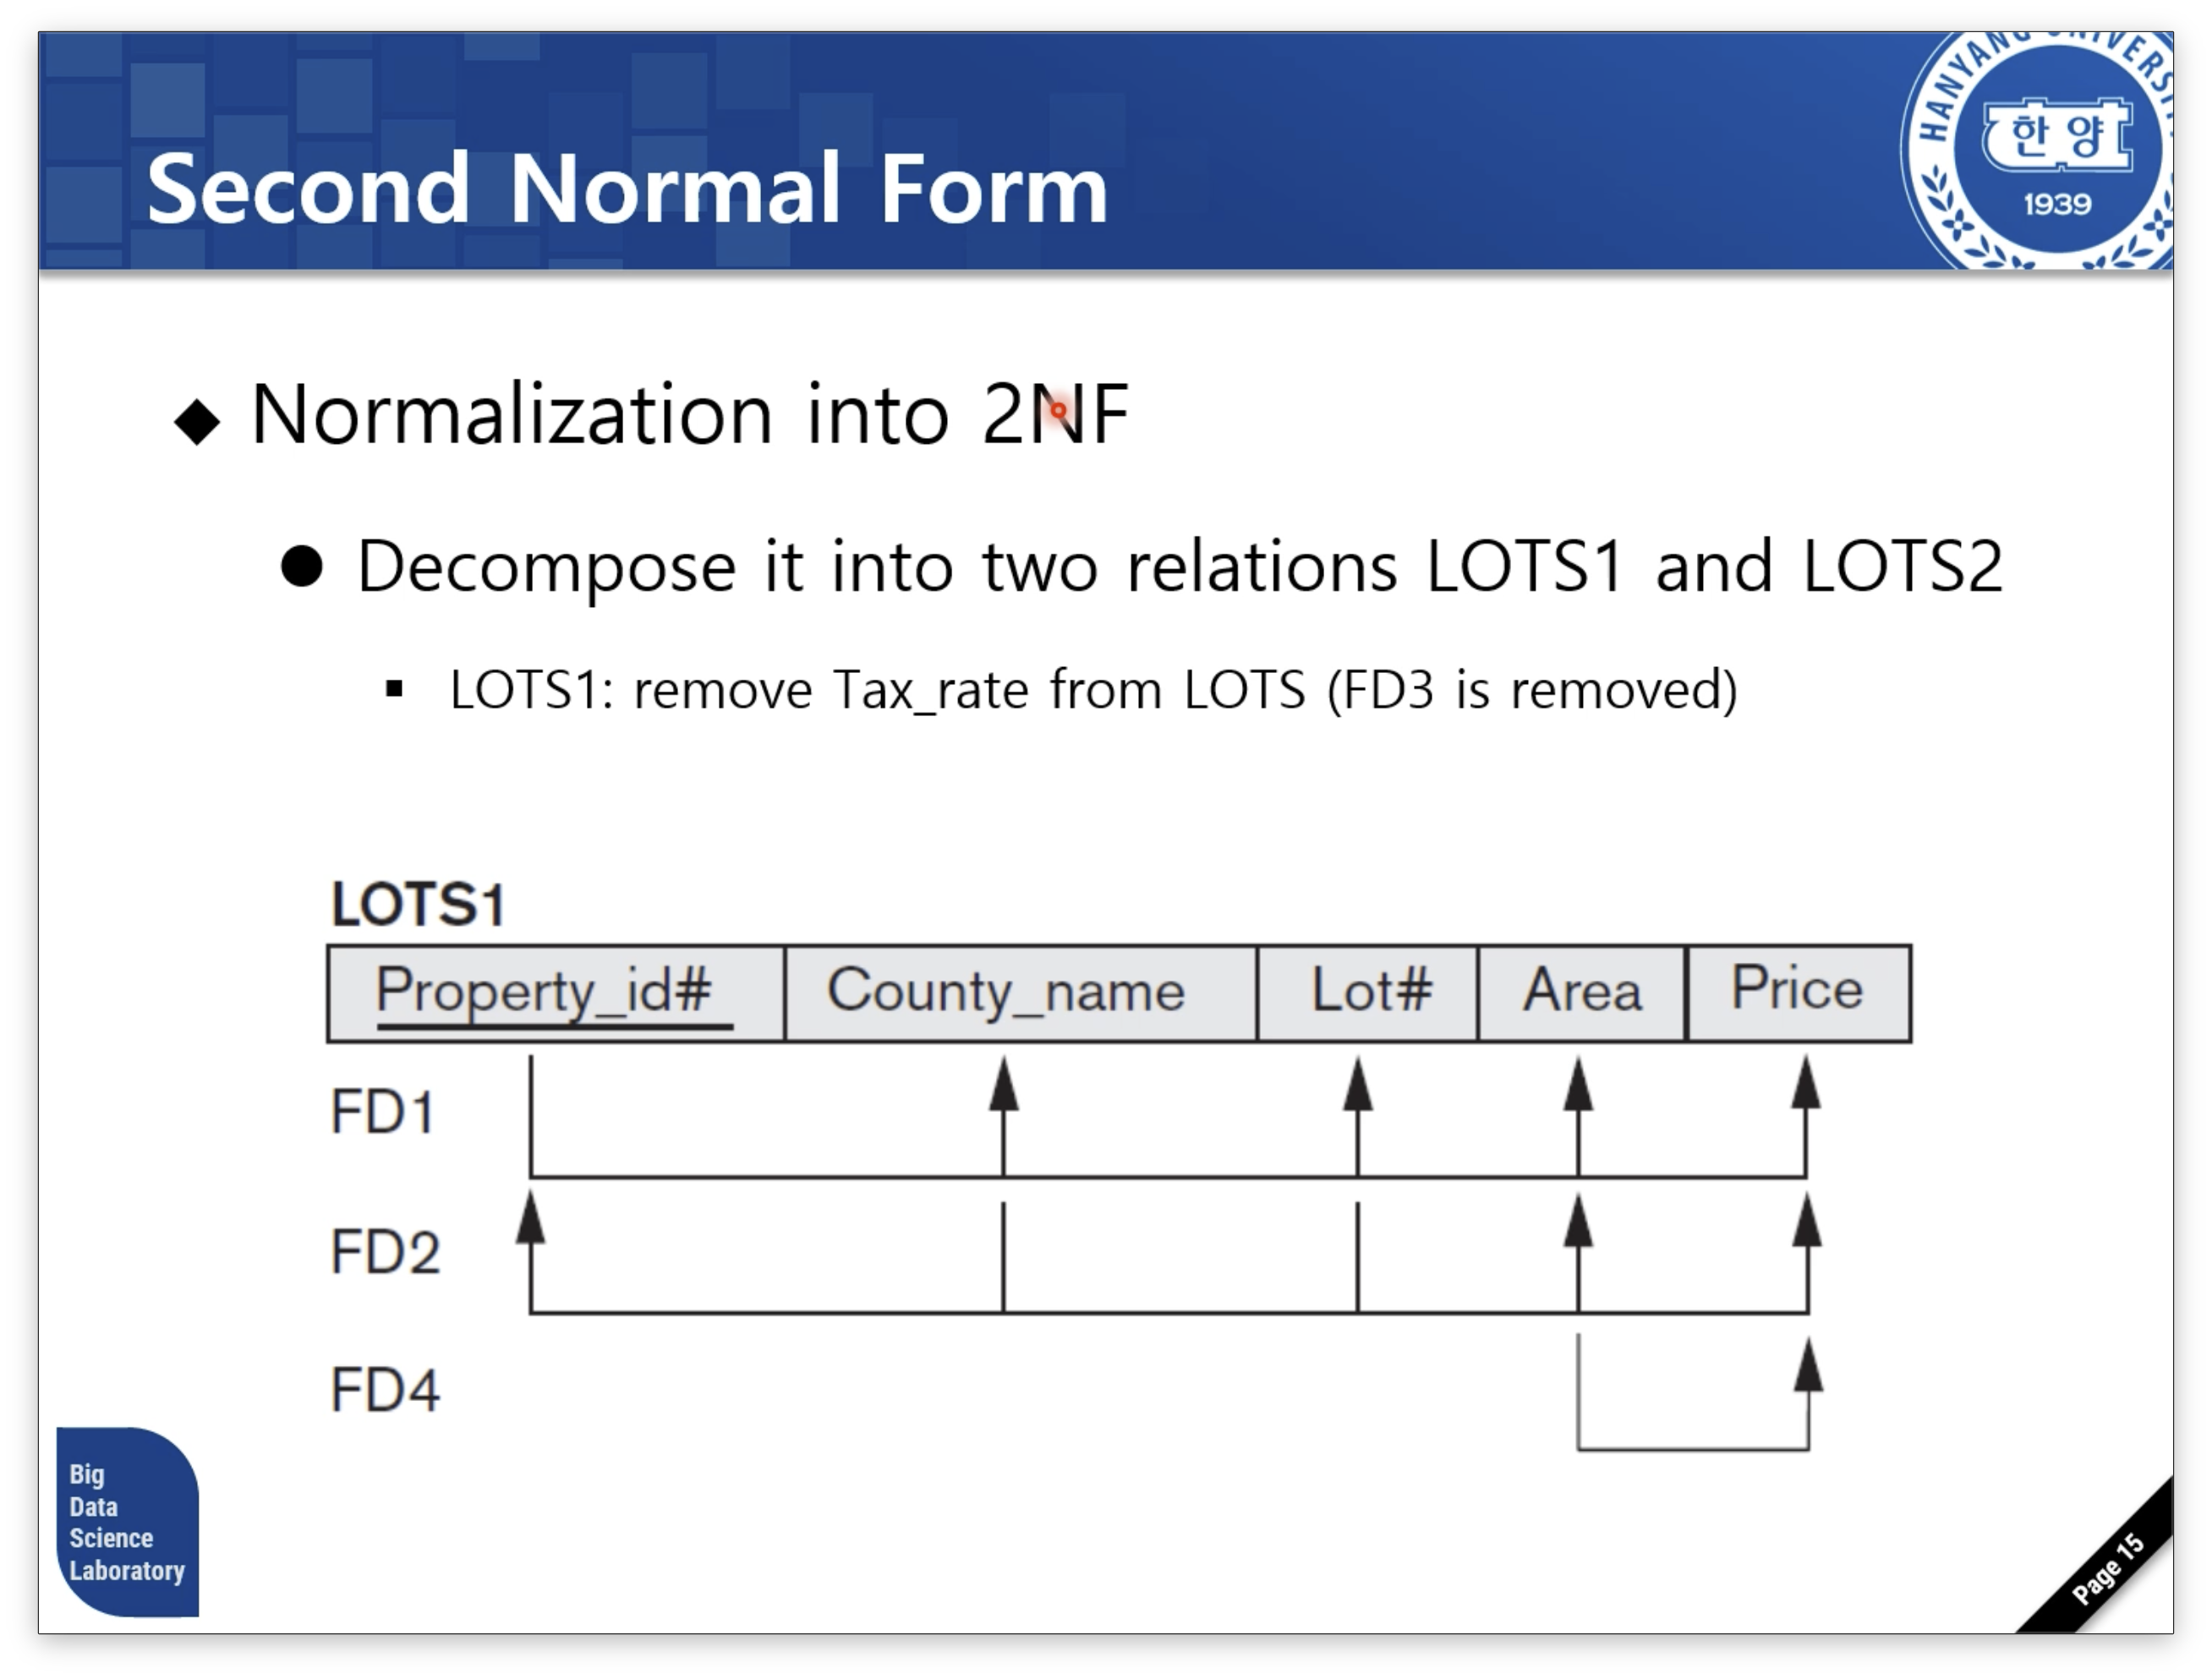 Second Normal Form
HANYANG UNIVERSI
한양
1939
◆ Normalization into 2NF
● Decompose it into two relations LOTS1 and LOTS2
▪ LOTS1: remove Tax_rate from LOTS (FD3 is removed)
LOTS1
Property_id# County_name Lot# Area Price
FD1
FD2
FD4
Big
Data
Science
Laboratory
Page 15